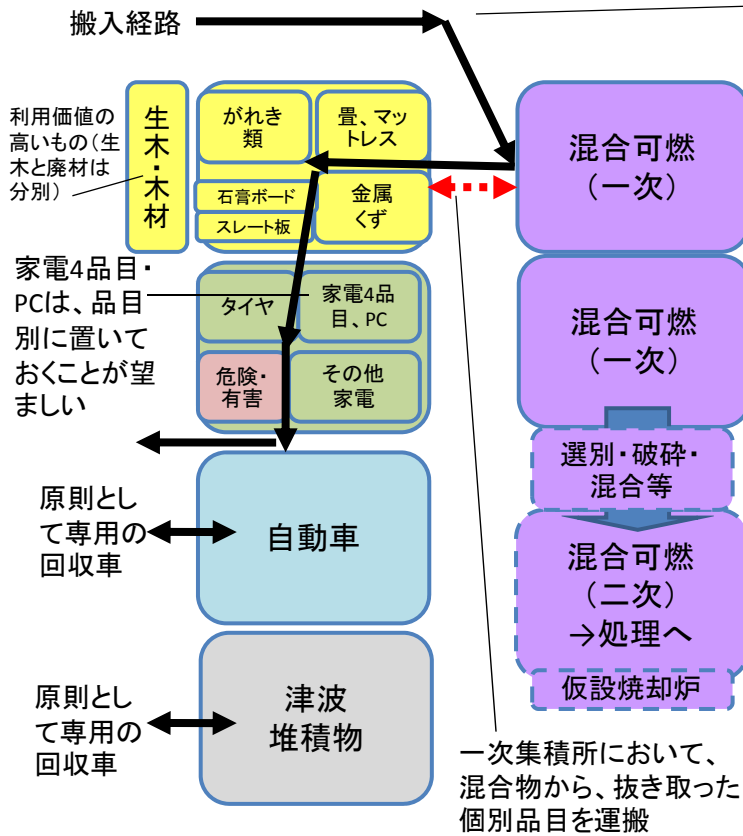 搬入経路
利用価値の
高いもの（生
木と廃材は
分別）
生木・木材
がれき
類
畳、マッ
トレス
石膏ボード
スレート板
金属
くず
混合可燃
（一次）
家電4品目・
PCは、品目
別に置いて
おくことが望
ましい
タイヤ
家電4品
目、PC
危険・
有害
その他
家電
混合可燃
（一次）
選別・破砕・
混合等
原則とし
て専用の
回収車
自動車
混合可燃
（二次）
→処理へ
仮設焼却炉
原則とし
て専用の
回収車
津波
堆積物
一次集積所において、
混合物から、抜き取った
個別品目を運搬